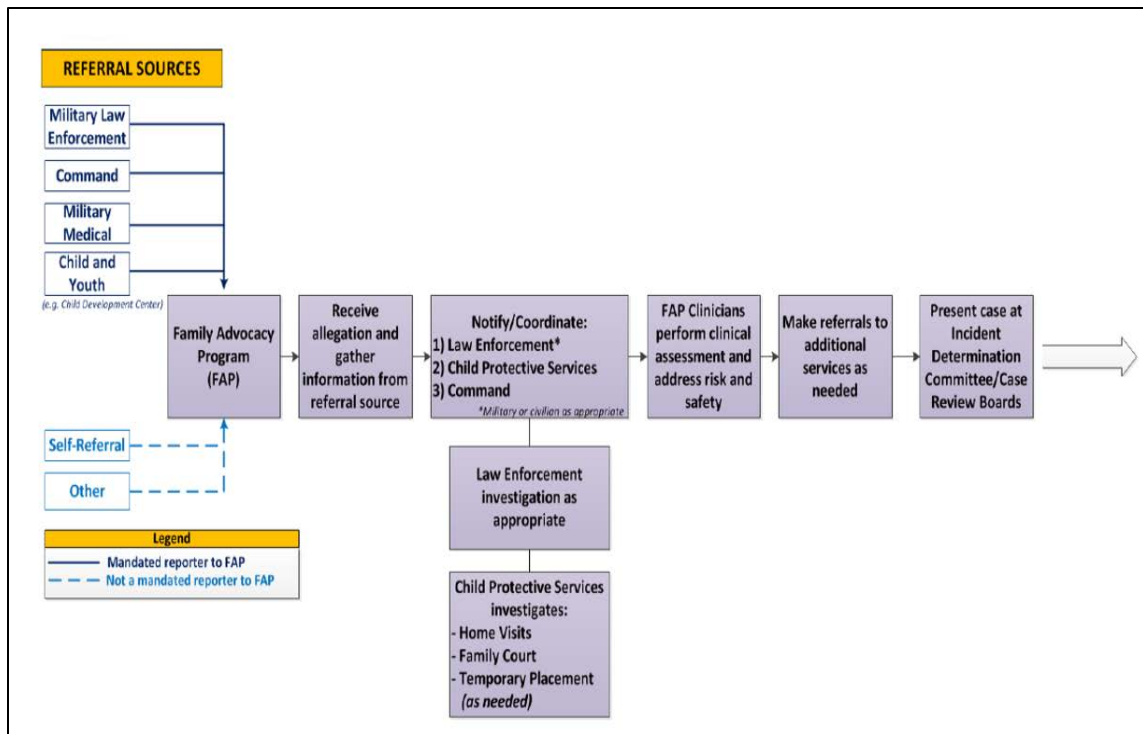 REFERRAL SOURCES
Military Law
Enforcement
Command
Military
Medical
Child and
Youth
(e.g. Child Development Center)
Family Advocacy
Program
(FAP)
Receive
allegation and
gather
information from
referral source
Notify/Coordinate:
1) Law Enforcement*
2) Child Protective Services
3) Command
*Military or civilian as appropriate
FAP Clinicians
perform clinical
assessment and
address risk and
safety
Make referrals to
additional
services as
needed
Present case at
Incident
Determination
Committee/Case
Review Boards
Self-Referral
Other
Law Enforcement
investigation as
appropriate
Legend
Mandated reporter to FAP
Not a mandated reporter to FAP
Child Protective Services
investigates:
- Home Visits
- Family Court
- Temporary Placement
(as needed)